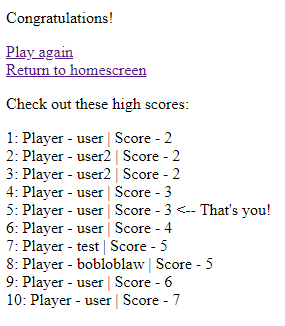 Congratulations!
Play again
Return to homescreen
Check out these high scores:
1: Player - user | Score - 2
2: Player - user2 | Score - 2
3: Player - user2 | Score - 2
4: Player - user | Score - 3
5: Player - user | Score - 3 <-- That's you!
6: Player - user | Score - 4
7: Player - test | Score - 5
8: Player - bobloblaw | Score - 5
9: Player - user | Score - 6
10: Player - user | Score - 7